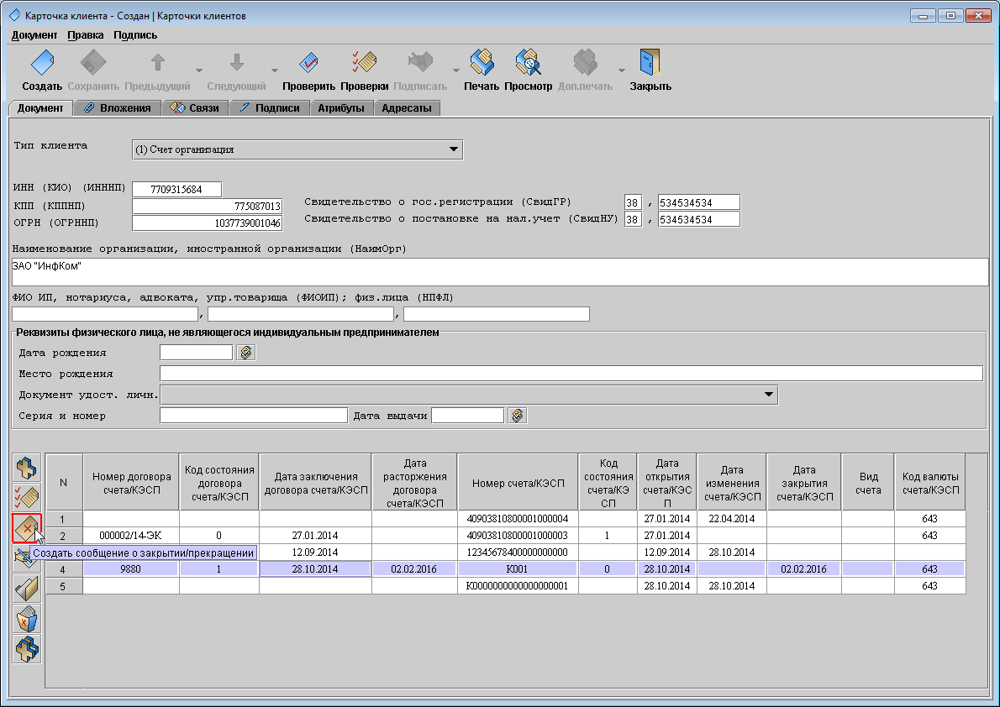 Карточка клиента - Создан | Карточки клиентов
Документ Правка Подпись
Создать Сохранить Предыдущий Следующий Проверить Проверки Подписать Печать Просмотр Доп.печать Закрыть
Документ Вложения Связи Подписи Атрибуты Адресаты
Тип клиента (1) Счет организация
ИНН (КИО) (ИНННП) 7709315684
КПП (КППНП) 775087013 Свидетельство о гос.регистрации (СвидГР) 38 , 534534534
ОГРН (ОГРННП) 1037739001046 Свидетельство о постановке на нал.учет (СвидНУ) 38 , 534534534
Наименование организации, иностранной организации (НаимОрг)
ЗАО "ИнфКом"
ФИО ИП, нотариуса, адвоката, упр.товарища (ФИОИП); физ.лица (НПФЛ)
, ,
Реквизиты физического лица, не являющегося индивидуальным предпринимателем
Дата рождения
Место рождения
Документ удост. личн.
Серия и номер Дата выдачи
N
Номер договора
счета/КЭСП
Код состояния
договора
счета/КЭСП
Дата заключения
договора счета/КЭСП
Дата
расторжения
договора
счета/КЭСП
Номер счета/КЭСП
Код
состояния
счета/КЭ
СП
Дата
открытия
счета/КЭС
П
Дата
изменения
счета/КЭСП
Дата
закрытия
счета/КЭСП
Вид
счета
Код валюты
счета/КЭСП
1 40903810800001000004 27.01.2014 22.04.2014 643
2 000002/14-ЭК 0 27.01.2014 40903810800001000003 1 27.01.2014 643
Создать сообщение о закрытии/прекращении 12.09.2014 12345678400000000000 12.09.2014 28.10.2014
4 9880 1 28.10.2014 02.02.2016 К001 0 28.10.2014 02.02.2016 643
5 К0000000000000000001 28.10.2014 28.10.2014 643